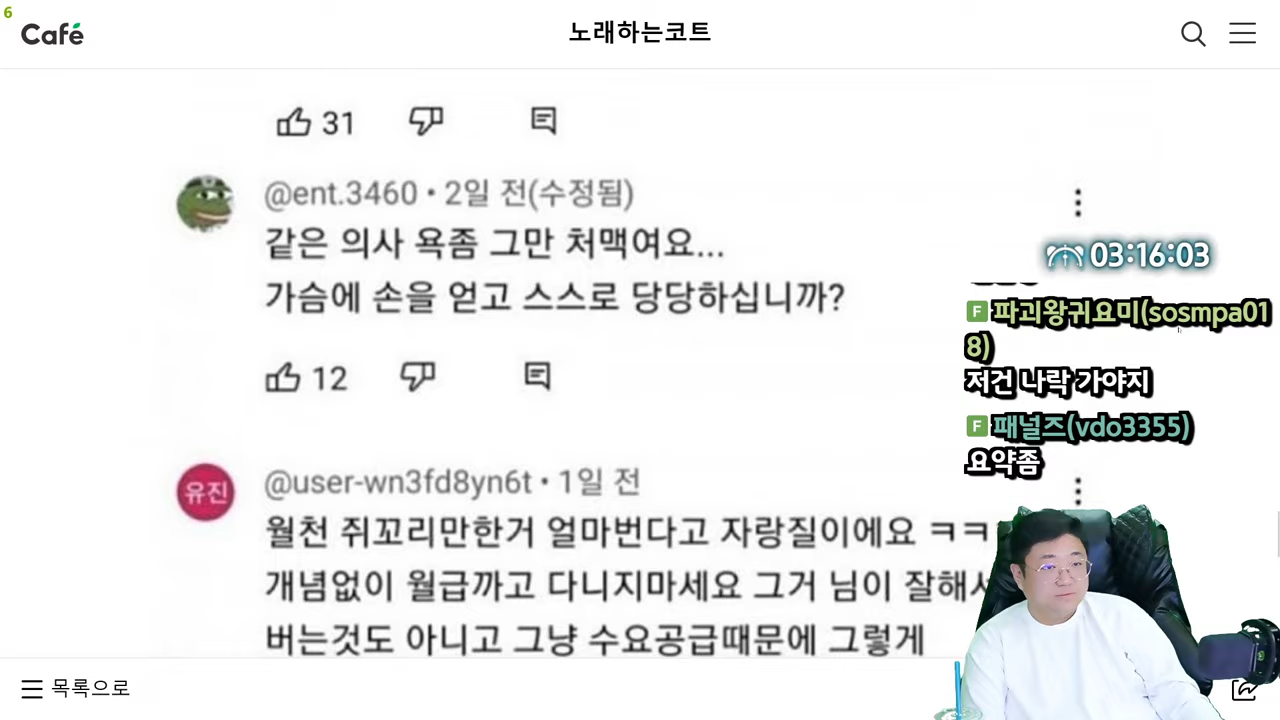 6
Café
노래하는코트
31
@ent.3460 • 2일 전(수정됨)
같은 의사 욕좀 그만 처맥여요...
가슴에 손을 얻고 스스로 당당하십니까?
12
03:16:03
F 파괴왕귀요미(sosmpa01
8)
저건 나락 가야지
F 패널즈(vdo3355)
요약좀
유진
@user-wn3fd8yn6t • 1일 전
월천 쥐꼬리만한거 얼마번다고 자랑질이에요 ㅋㅋ
개념없이 월급까고 다니지마세요 그거 님이
버는것도 아니고 그냥 수요공급때문에 그렇게
목록으로